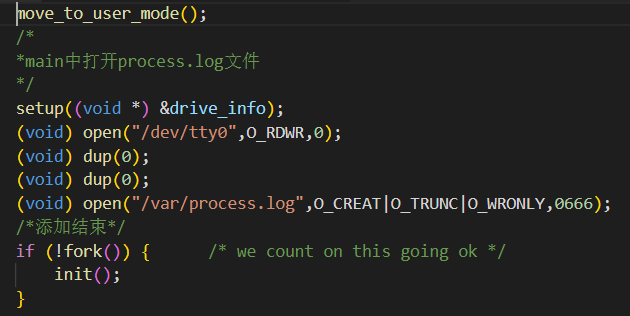 move_to_user_mode();
/*
*main中打开process.log文件
*/
setup((void *) &drive_info);
(void) open("/dev/tty0",O_RDWR,0);
(void) dup(0);
(void) dup(0);
(void) open("/var/process.log",O_CREAT|O_TRUNC|O_WRONLY,0666);
/*添加结束*/
if (!fork()) {      /* we count on this going ok */
    init();
}